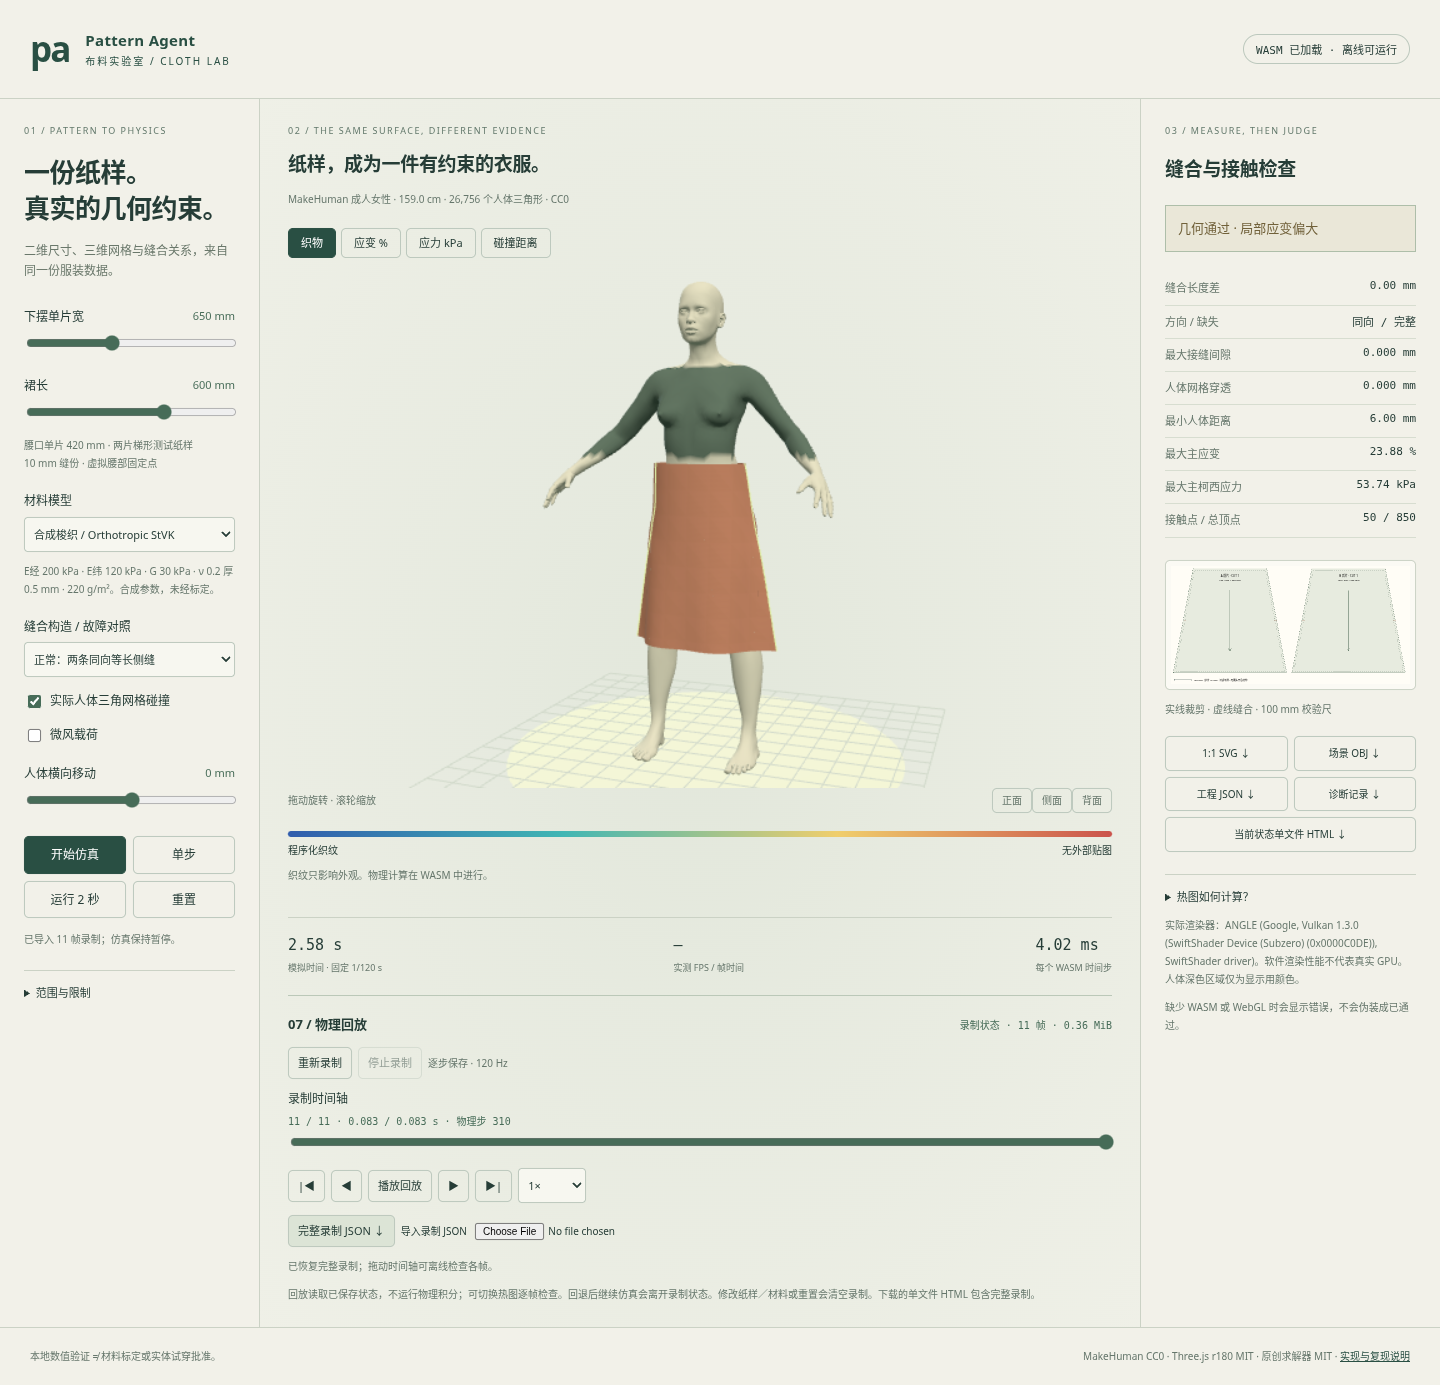 pa
Pattern Agent
布料实验室 / CLOTH LAB
WASM 已加载 · 离线可运行
01 / PATTERN TO PHYSICS
一份纸样。
真实的几何约束。
二维尺寸、三维网格与缝合关系，来自
同一份服装数据。
下摆单片宽 650 mm
裙长 600 mm
腰口单片 420 mm · 两片梯形测试纸样
10 mm 缝份 · 虚拟腰部固定点
材料模型
合成梭织 / Orthotropic StVK
E经 200 kPa · E纬 120 kPa · G 30 kPa · ν 0.2 厚
0.5 mm · 220 g/m²。合成参数，未经标定。
缝合构造 / 故障对照
正常：两条同向等长侧缝
实际人体三角网格碰撞
微风载荷
人体横向移动 0 mm
开始仿真 单步
运行 2 秒 重置
已导入 11 帧录制；仿真保持暂停。
▶ 范围与限制
02 / THE SAME SURFACE, DIFFERENT EVIDENCE
纸样，成为一件有约束的衣服。
MakeHuman 成人女性 · 159.0 cm · 26,756 个人体三角形 · CC0
织物 应变 % 应力 kPa 碰撞距离
拖动旋转 · 滚轮缩放 正面 侧面 背面
程序化织纹 无外部贴图
织纹只影响外观。物理计算在 WASM 中进行。
2.58 s — 4.02 ms
模拟时间 · 固定 1/120 s 实测 FPS / 帧时间 每个 WASM 时间步
07 / 物理回放 录制状态 · 11 帧 · 0.36 MiB
重新录制 停止录制 逐步保存 · 120 Hz
录制时间轴
11 / 11 · 0.083 / 0.083 s · 物理步 310
|◀ ◀ 播放回放 ▶ ▶| 1×
完整录制 JSON ↓ 导入录制 JSON Choose File No file chosen
已恢复完整录制；拖动时间轴可离线检查各帧。
回放读取已保存状态，不运行物理积分；可切换热图逐帧检查。回退后继续仿真会离开录制状态。修改纸样／材料或重置会清空录制。下载的单文件 HTML 包含完整录制。
03 / MEASURE, THEN JUDGE
缝合与接触检查
几何通过 · 局部应变偏大
缝合长度差 0.00 mm
方向 / 缺失 同向 / 完整
最大接缝间隙 0.000 mm
人体网格穿透 0.000 mm
最小人体距离 6.00 mm
最大主应变 23.88 %
最大主柯西应力 53.74 kPa
接触点 / 总顶点 50 / 850
实线裁剪 · 虚线缝合 · 100 mm 校验尺
1:1 SVG ↓ 场景 OBJ ↓
工程 JSON ↓ 诊断记录 ↓
当前状态单文件 HTML ↓
▶ 热图如何计算？
实际渲染器：ANGLE (Google, Vulkan 1.3.0
(SwiftShader Device (Subzero) (0x0000C0DE)),
SwiftShader driver)。软件渲染性能不代表真实 GPU。
人体深色区域仅为显示用颜色。
缺少 WASM 或 WebGL 时会显示错误，不会伪装成已通
过。
本地数值验证 ≠ 材料标定或实体试穿批准。
MakeHuman CC0 · Three.js r180 MIT · 原创求解器 MIT · 实现与复现说明